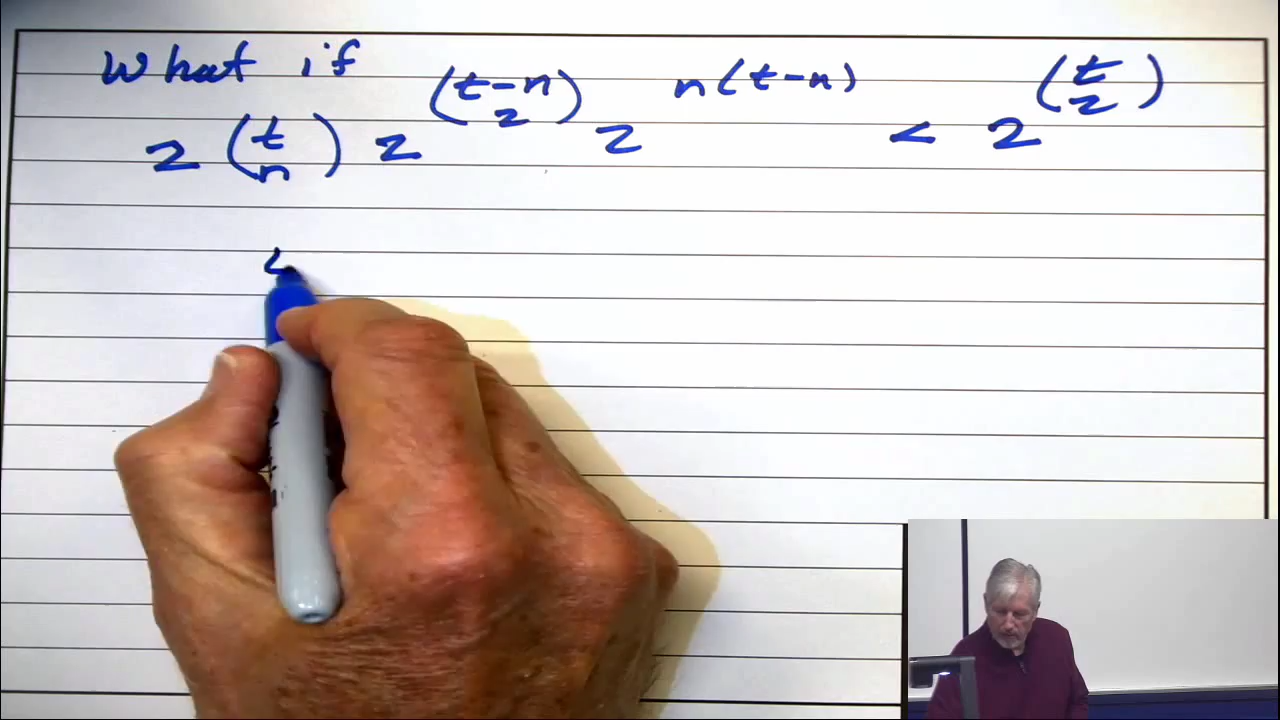 What if
2 (t n) 2^(t-n 2) 2^n(t-n) < 2^(t 2)
<